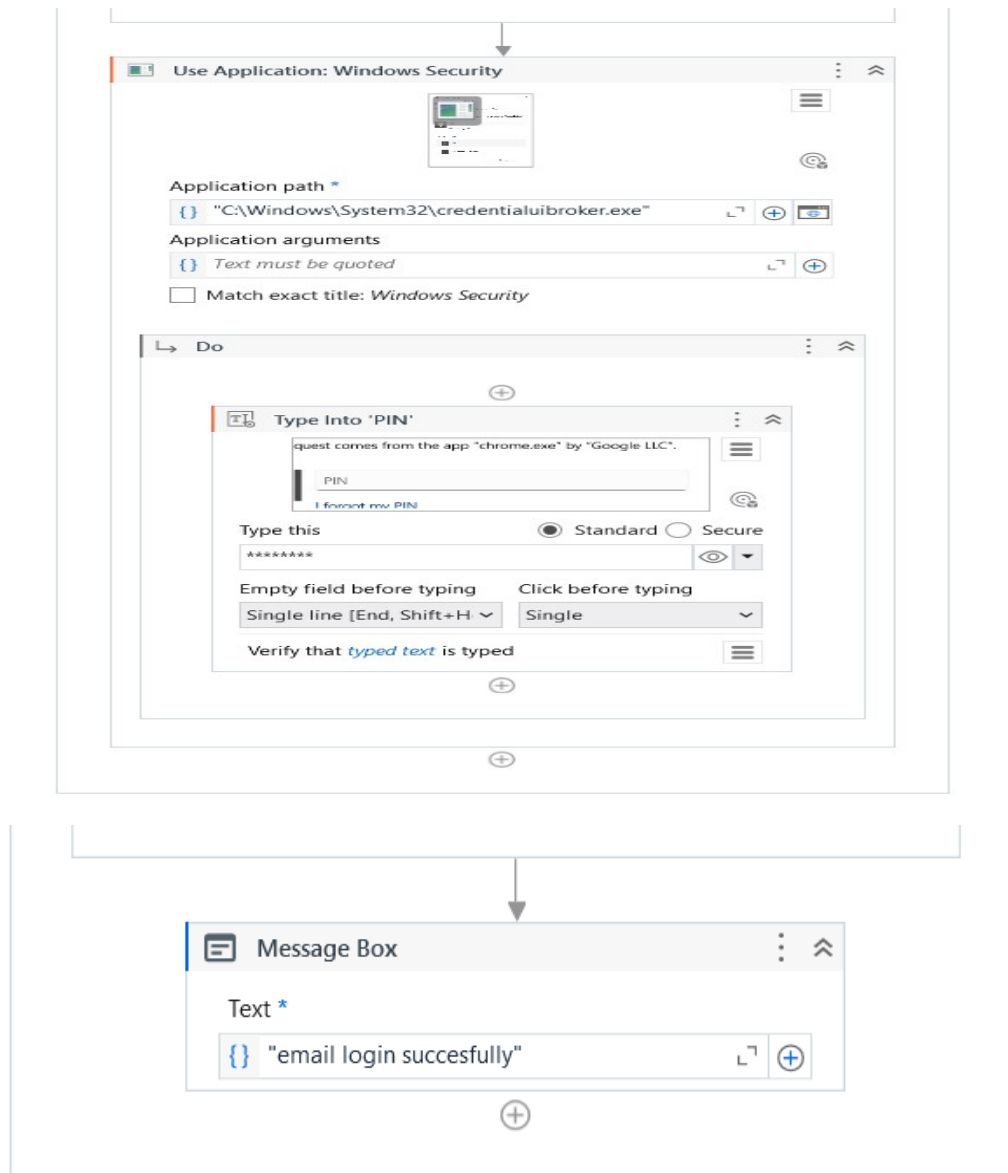 Use Application: Windows Security
Application path *
{} "C:\Windows\System32\credentialuibroker.exe"
Application arguments
{} Text must be quoted
Match exact title: Windows Security
Do
Type Into 'PIN'
quest comes from the app "chrome.exe" by "Google LLC".
PIN
I forgot my PIN
Type this Standard Secure
********
Empty field before typing Click before typing
Single line [End, Shift+H Single
Verify that typed text is typed
Message Box
Text *
{} "email login succesfully"